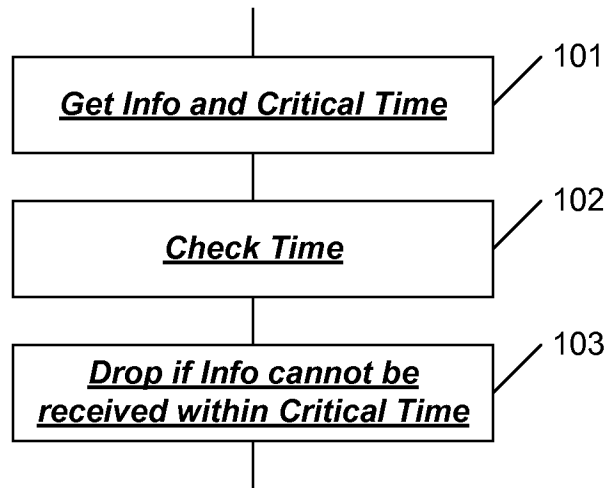 101
Get Info and Critical Time
102
Check Time
103
Drop if Info cannot be
received within Critical Time